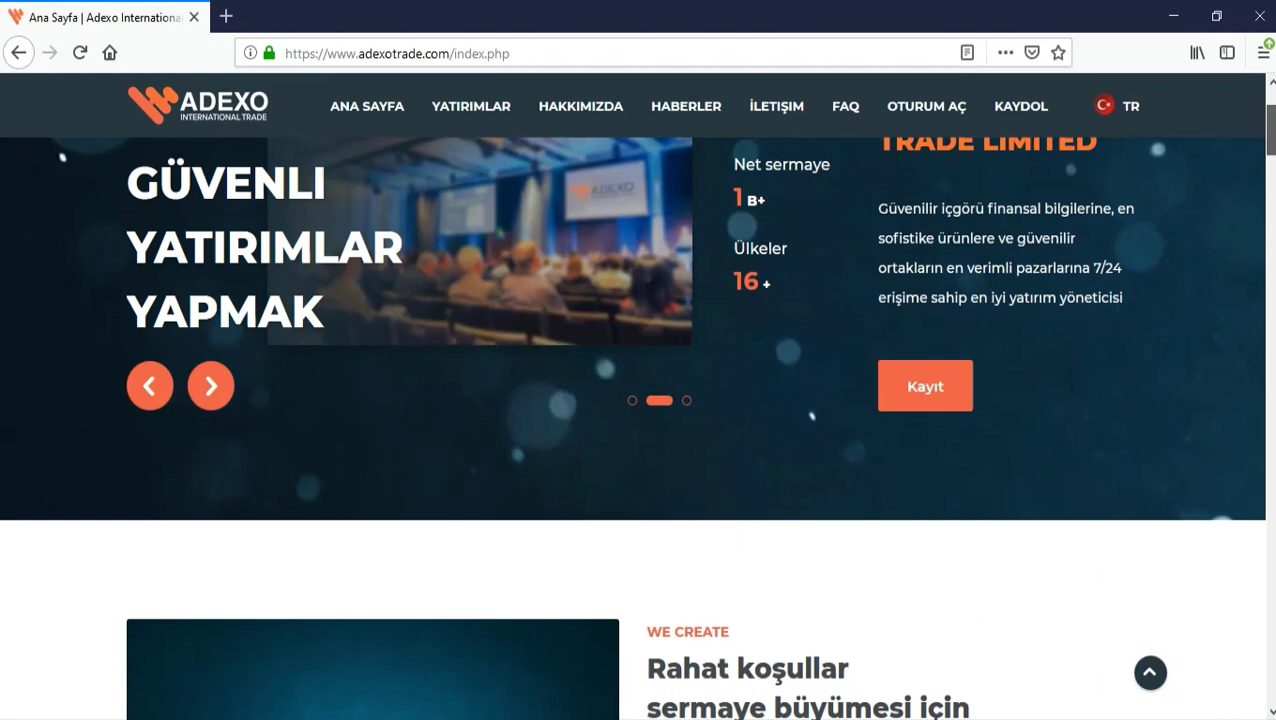 Ana Sayfa | Adexo International
https://www.adexotrade.com/index.php
ADEXO
INTERNATIONAL TRADE
ANA SAYFA
YATIRIMLAR
HAKKIMIZDA
HABERLER
İLETIŞIM
FAQ
OTURUM AÇ
KAYDOL
TR
GÜVENLI
YATIRIMLAR
YAPMAK
ADEXO
Net sermaye
1 B+
Ülkeler
16 +
TRADE LIMITED
Güvenilir içgörü finansal bilgilerine, en
sofistike ürünlere ve güvenilir
ortakların en verimli pazarlarına 7/24
erişime sahip en iyi yatırım yöneticisi
Kayıt
WE CREATE
Rahat koşullar
sermaye büyümesi için